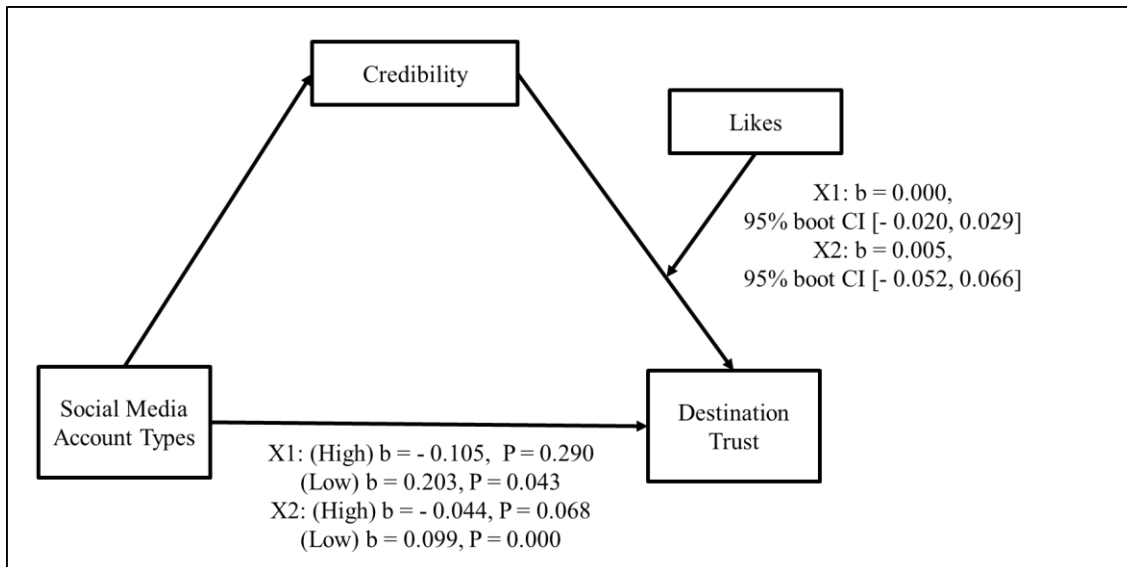 Credibility
Likes
X1: b = 0.000,
95% boot CI [- 0.020, 0.029]
X2: b = 0.005,
95% boot CI [- 0.052, 0.066]
Social Media
Account Types
Destination
Trust
X1: (High) b = - 0.105,  P = 0.290
(Low) b = 0.203, P = 0.043
X2: (High) b = - 0.044, P = 0.068
(Low) b = 0.099, P = 0.000